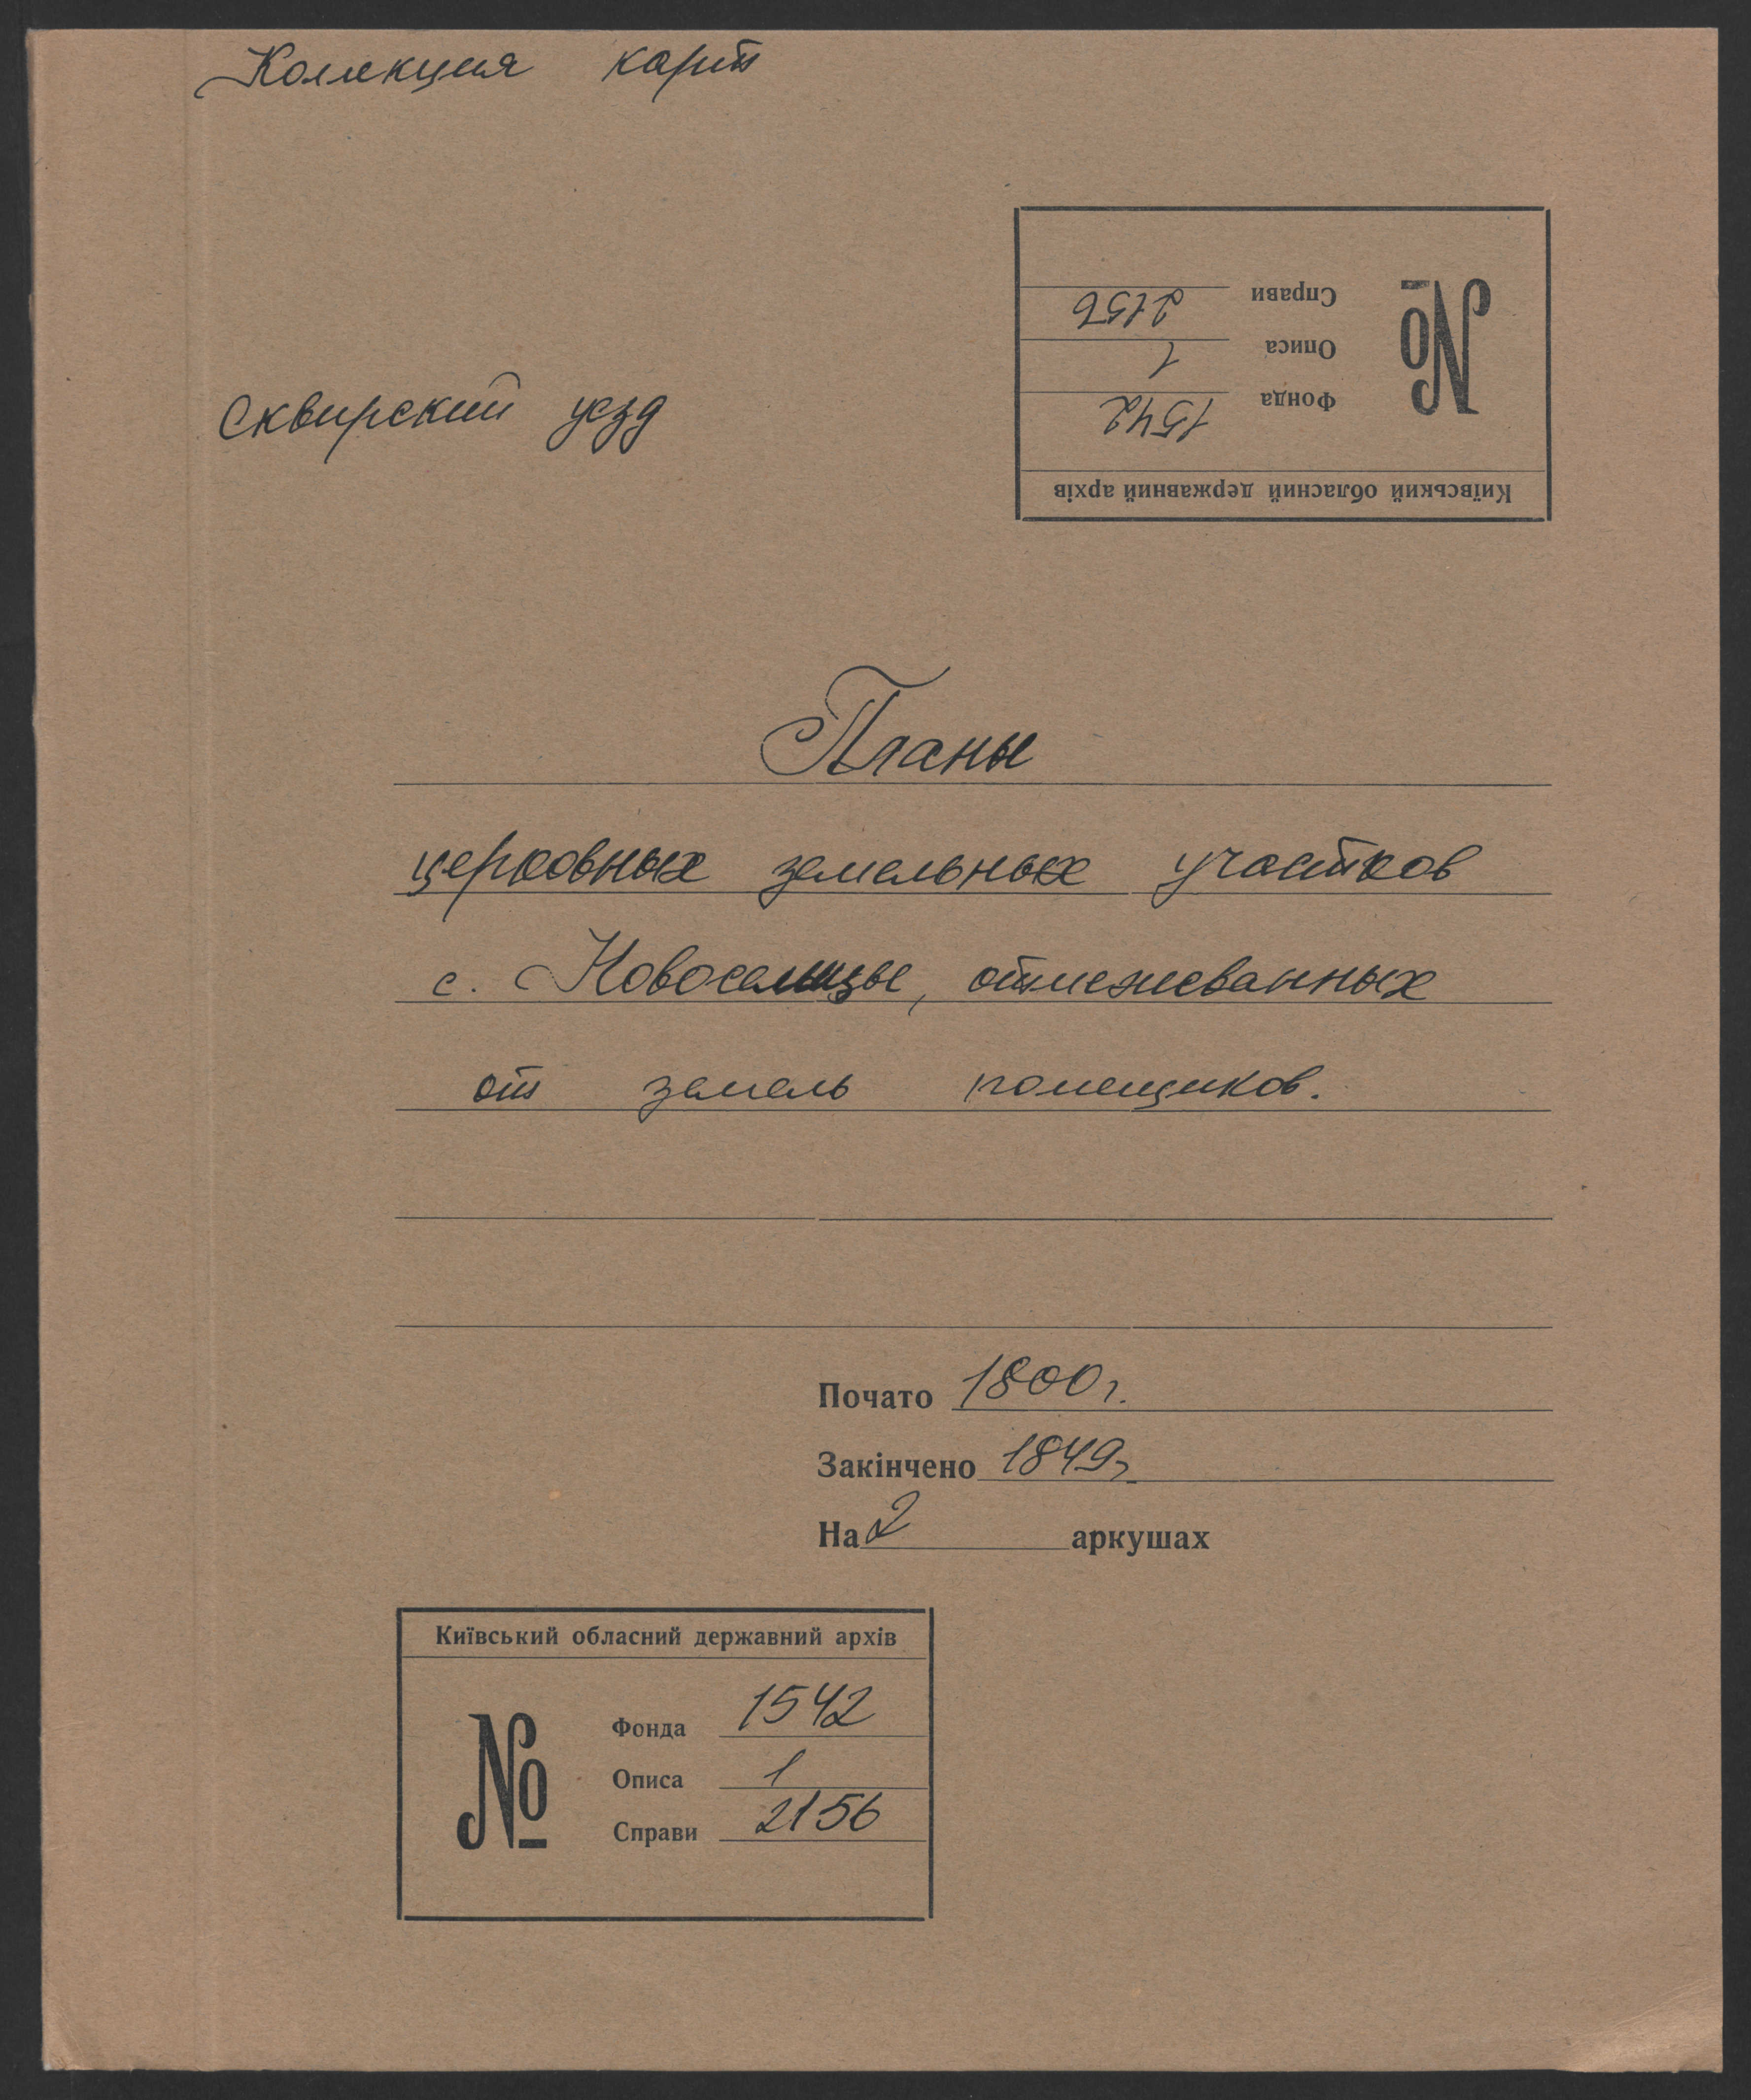 Коллекция карт
Київський обласний державний архів
№
Фонда 1542
Описа 1
Справи 2156
Сквирский уезд
Планы
церковных земельных участков
с. Новоселицы, отмежеванных
от земель помещиков.
Почато 1800 г.
Закінчено 1849 г.
На 2 аркушах
Київський обласний державний архів
№
Фонда 1542
Описа 1
Справи 2156